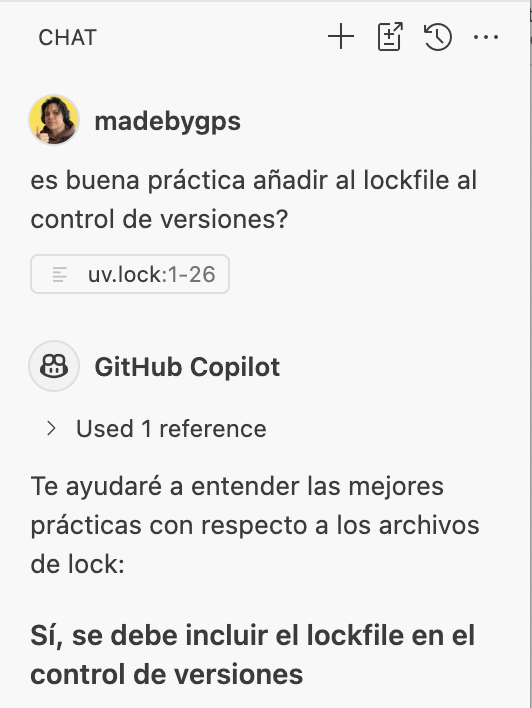 CHAT
madebygps
es buena práctica añadir al lockfile al
control de versiones?
uv.lock:1-26
GitHub Copilot
Used 1 reference
Te ayudaré a entender las mejores
prácticas con respecto a los archivos
de lock:
Sí, se debe incluir el lockfile en el
control de versiones